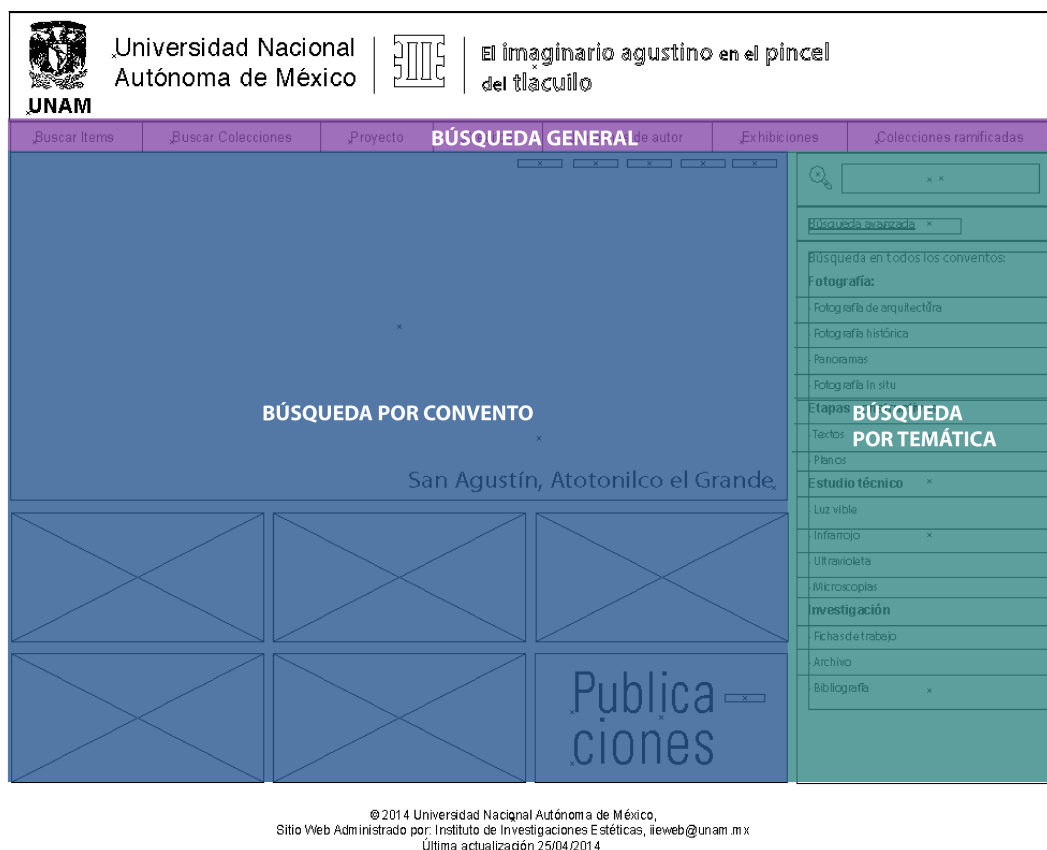 Universidad Nacional
Autónoma de México
UNAM
El imaginario agustino en el pincel
del tlacuilo
Buscar Items
Buscar Colecciones
Proyecto
BÚSQUEDA GENERAL
de autor
Exhibiciones
Colecciones ramificadas
Búsqueda avanzada
Búsqueda en todos los conventos:
Fotografía:
- Fotografía de arquitectura
- Fotografía histórica
- Panoramas
- Fotografía In situ
Etapas
BÚSQUEDA
POR TEMÁTICA
- Textos
- Planos
Estudio técnico
- Luz vible
- Infrarrojo
- Ultravioleta
- Microscopías
Investigación
- Fichas de trabajo
- Archivo
- Bibliografía
BÚSQUEDA POR CONVENTO
San Agustín, Atotonilco el Grande
Publica
ciones
©2014 Universidad Nacional Autónoma de México,
Sitio Web Administrado por: Instituto de Investigaciones Estéticas, iieweb@unam.mx
Última actualización 25/04/2014